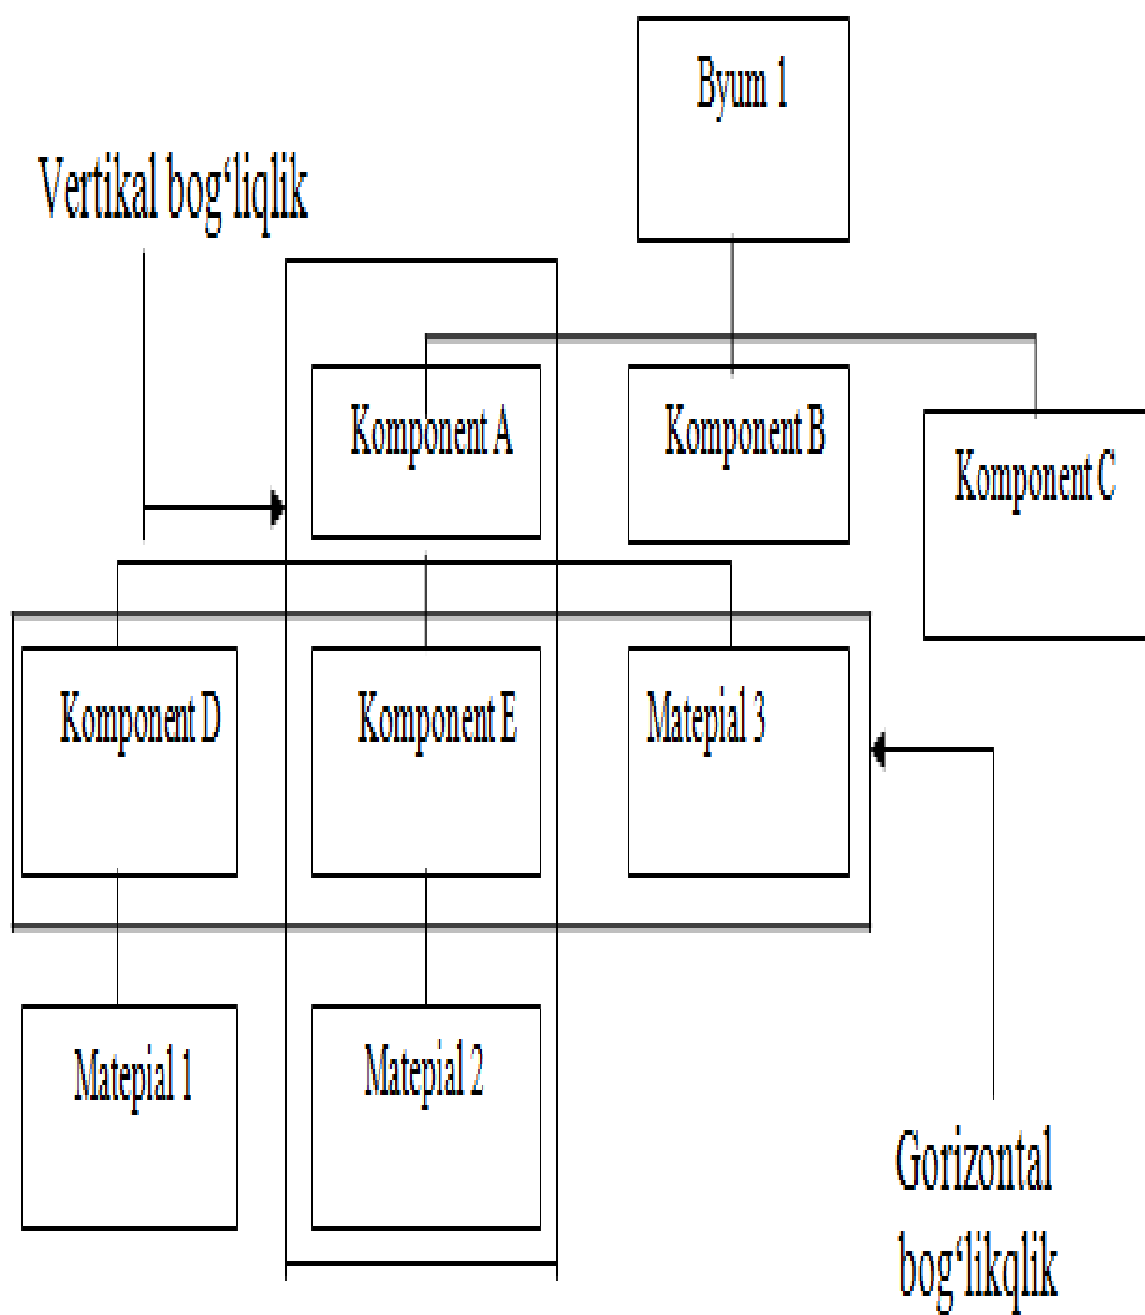 Byum 1
Vertikal bog‘liqlik
Komponent A
Komponent B
Komponent C
Komponent D
Komponent E
Matepial 3
Matepial 1
Matepial 2
Gorizontal
bog‘likqlik